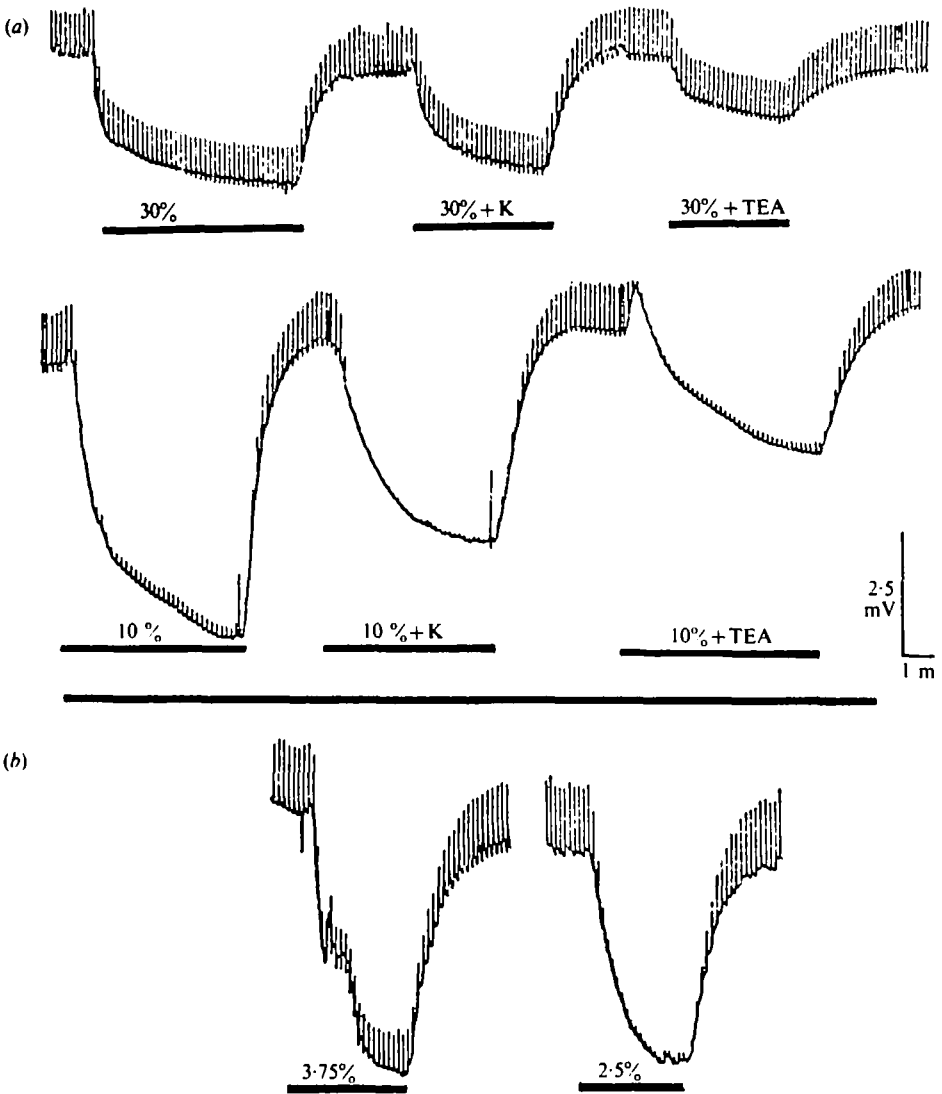 (a)
30%
30% + K
30% + TEA
10 %
10 % + K
10% + TEA
2·5
mV
1 m
(b)
3·75%
2·5%